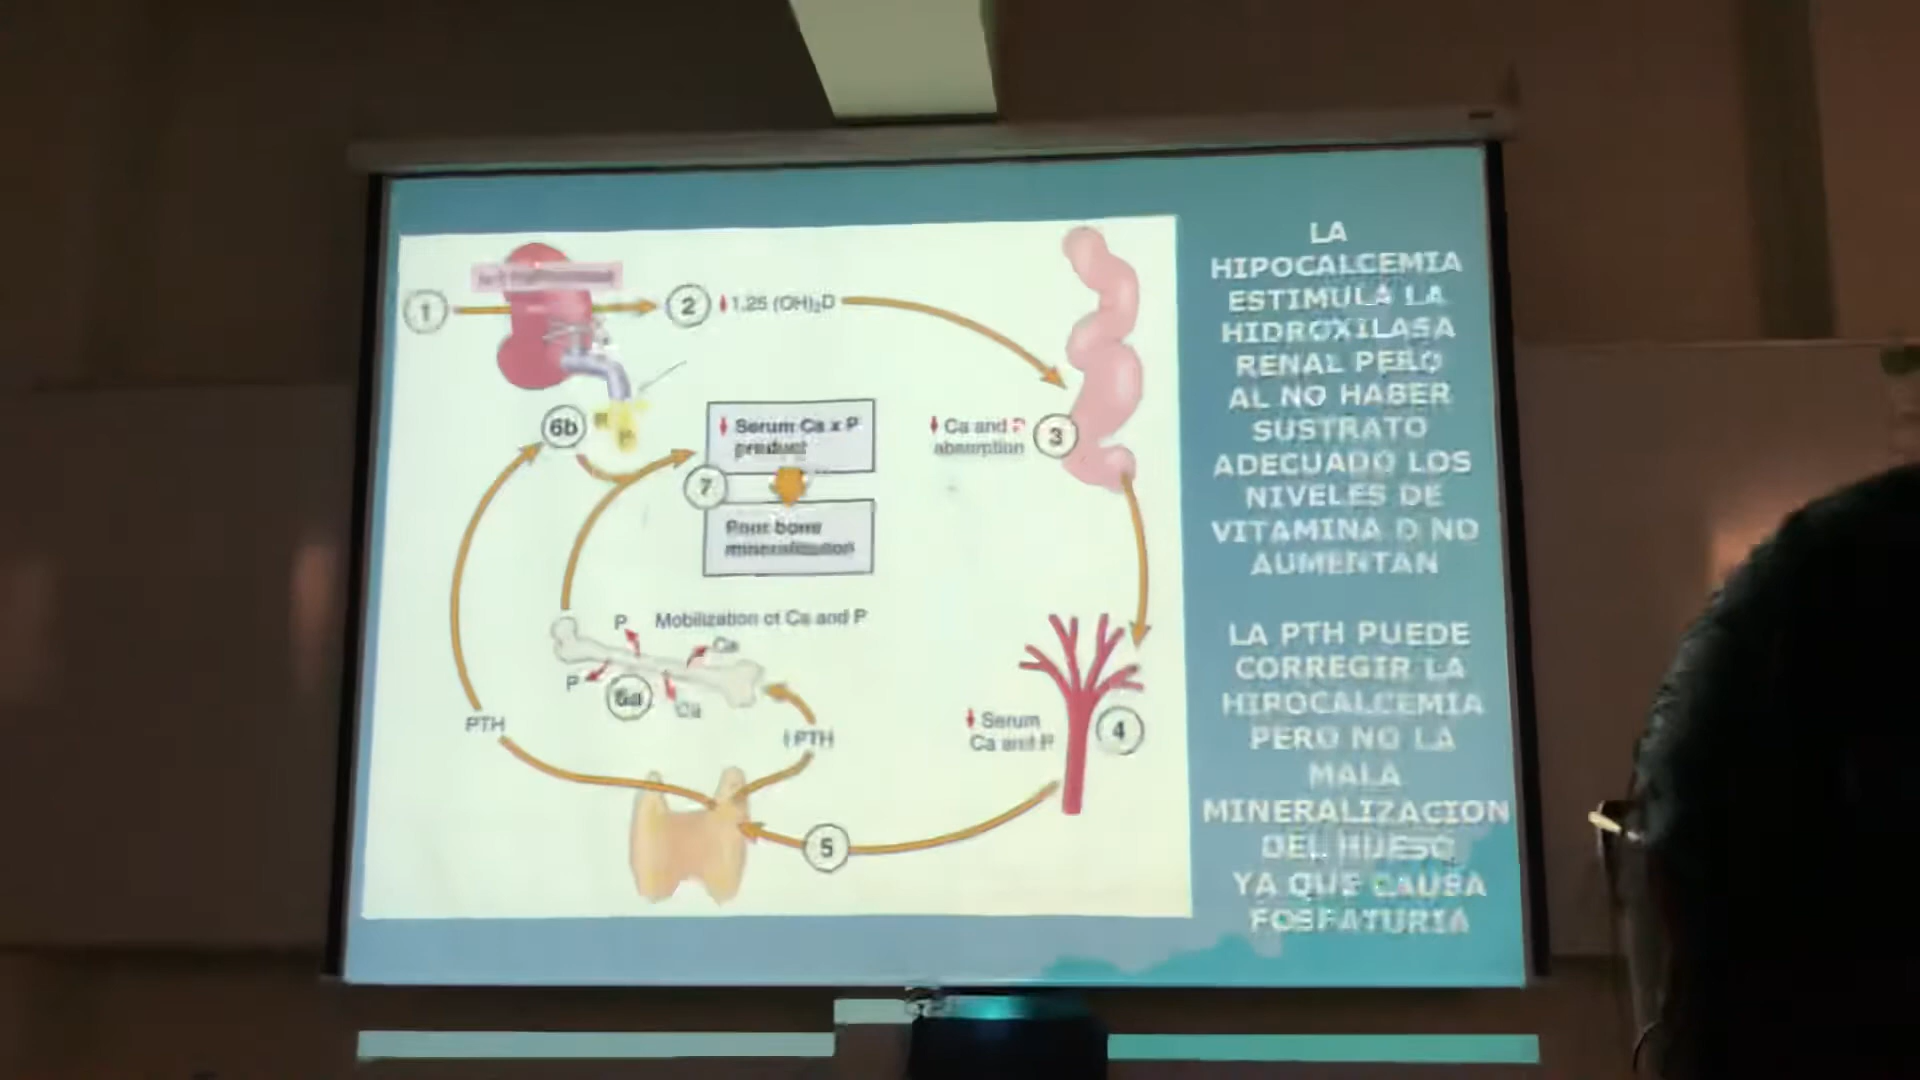 1
2
1.25 (OH)₂D
6b
P
Serum Ca x P
product
7
Poor bone
mineralization
Ca and P
absorption
3
P
Mobilization of Ca and P
Ca
P
6a
Ca
PTH
PTH
Serum
Ca and P
4
5
LA
HIPOCALCEMIA
ESTIMULA LA
HIDROXILASA
RENAL PERO
AL NO HABER
SUSTRATO
ADECUADO LOS
NIVELES DE
VITAMINA D NO
AUMENTAN
LA PTH PUEDE
CORREGIR LA
HIPOCALCEMIA
PERO NO LA
MALA
MINERALIZACION
DEL HUESO
YA QUE CAUSA
FOSFATURIA